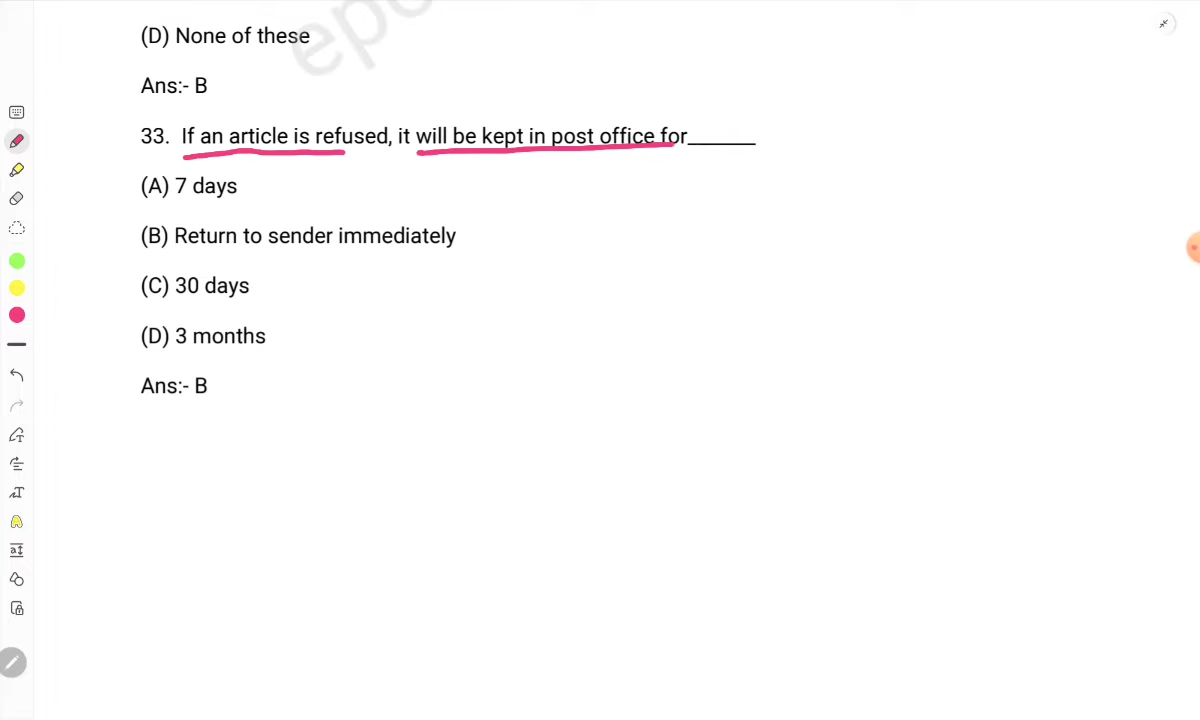 (D) None of these
Ans:- B
33. If an article is refused, it will be kept in post office for______
(A) 7 days
(B) Return to sender immediately
(C) 30 days
(D) 3 months
Ans:- B